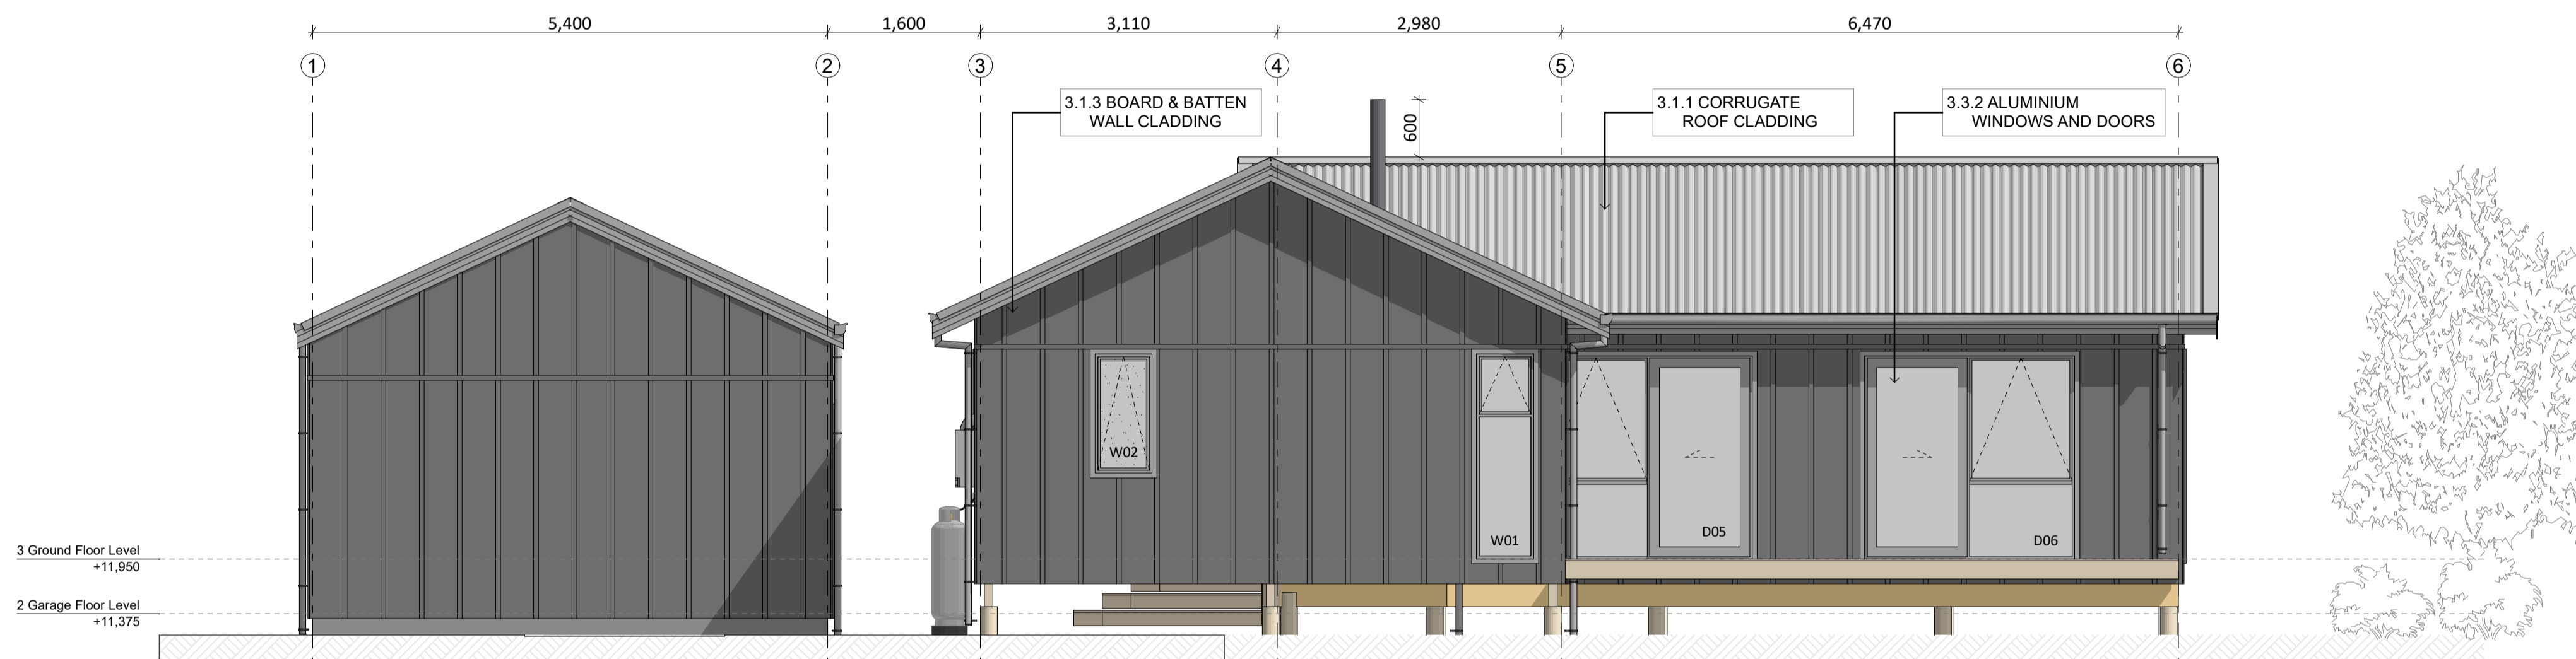 5,400 1,600 3,110 2,980 6,470
1 2 3 4 5 6
3.1.3 BOARD & BATTEN
WALL CLADDING
600
3.1.1 CORRUGATE
ROOF CLADDING
3.3.2 ALUMINIUM
WINDOWS AND DOORS
W02
W01
D05
D06
3 Ground Floor Level
+11,950
2 Garage Floor Level
+11,375